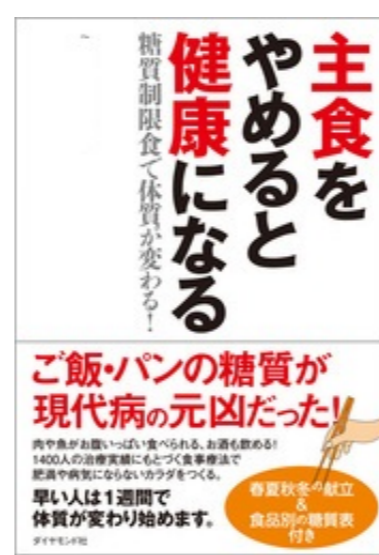 主食を
やめると
健康になる
糖質制限食で体質が変わる！
ご飯・パンの糖質が
現代病の元凶だった！
肉や魚がお腹いっぱい食べられる、お酒も飲める！
1400人の治療実績にもとづく食事療法で
肥満や病気にならないカラダをつくる。
早い人は1週間で
体質が変わり始めます。
ダイヤモンド社
春夏秋冬の献立
&
食品別の糖質表
付き